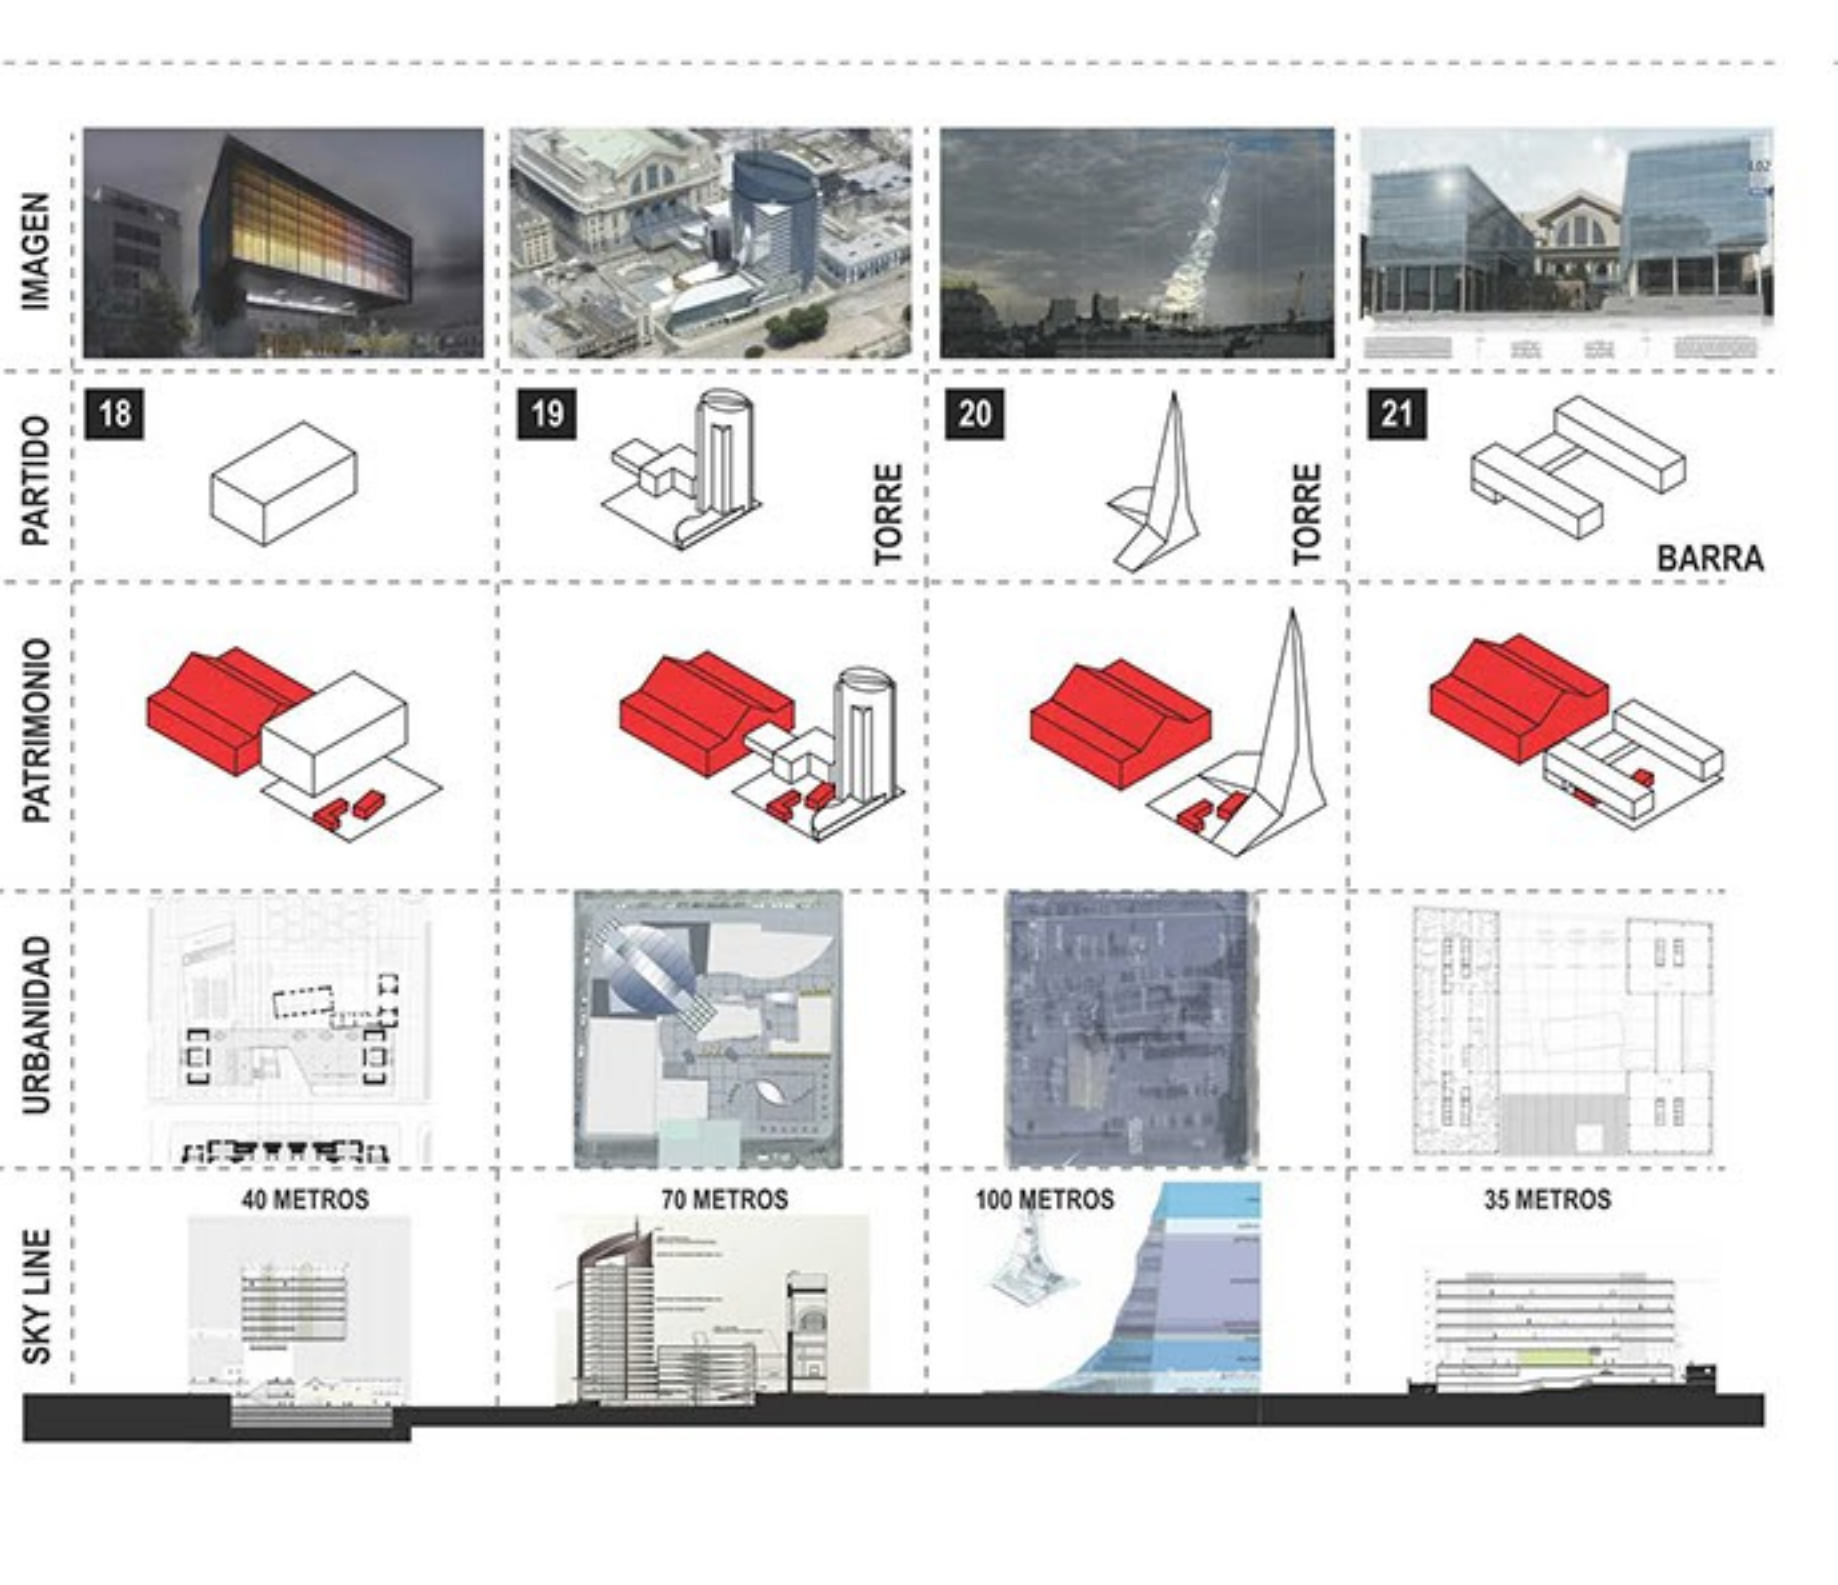 IMAGEN
PARTIDO
18
19
TORRE
20
TORRE
21
BARRA
PATRIMONIO
URBANIDAD
SKY LINE
40 METROS
70 METROS
100 METROS
35 METROS